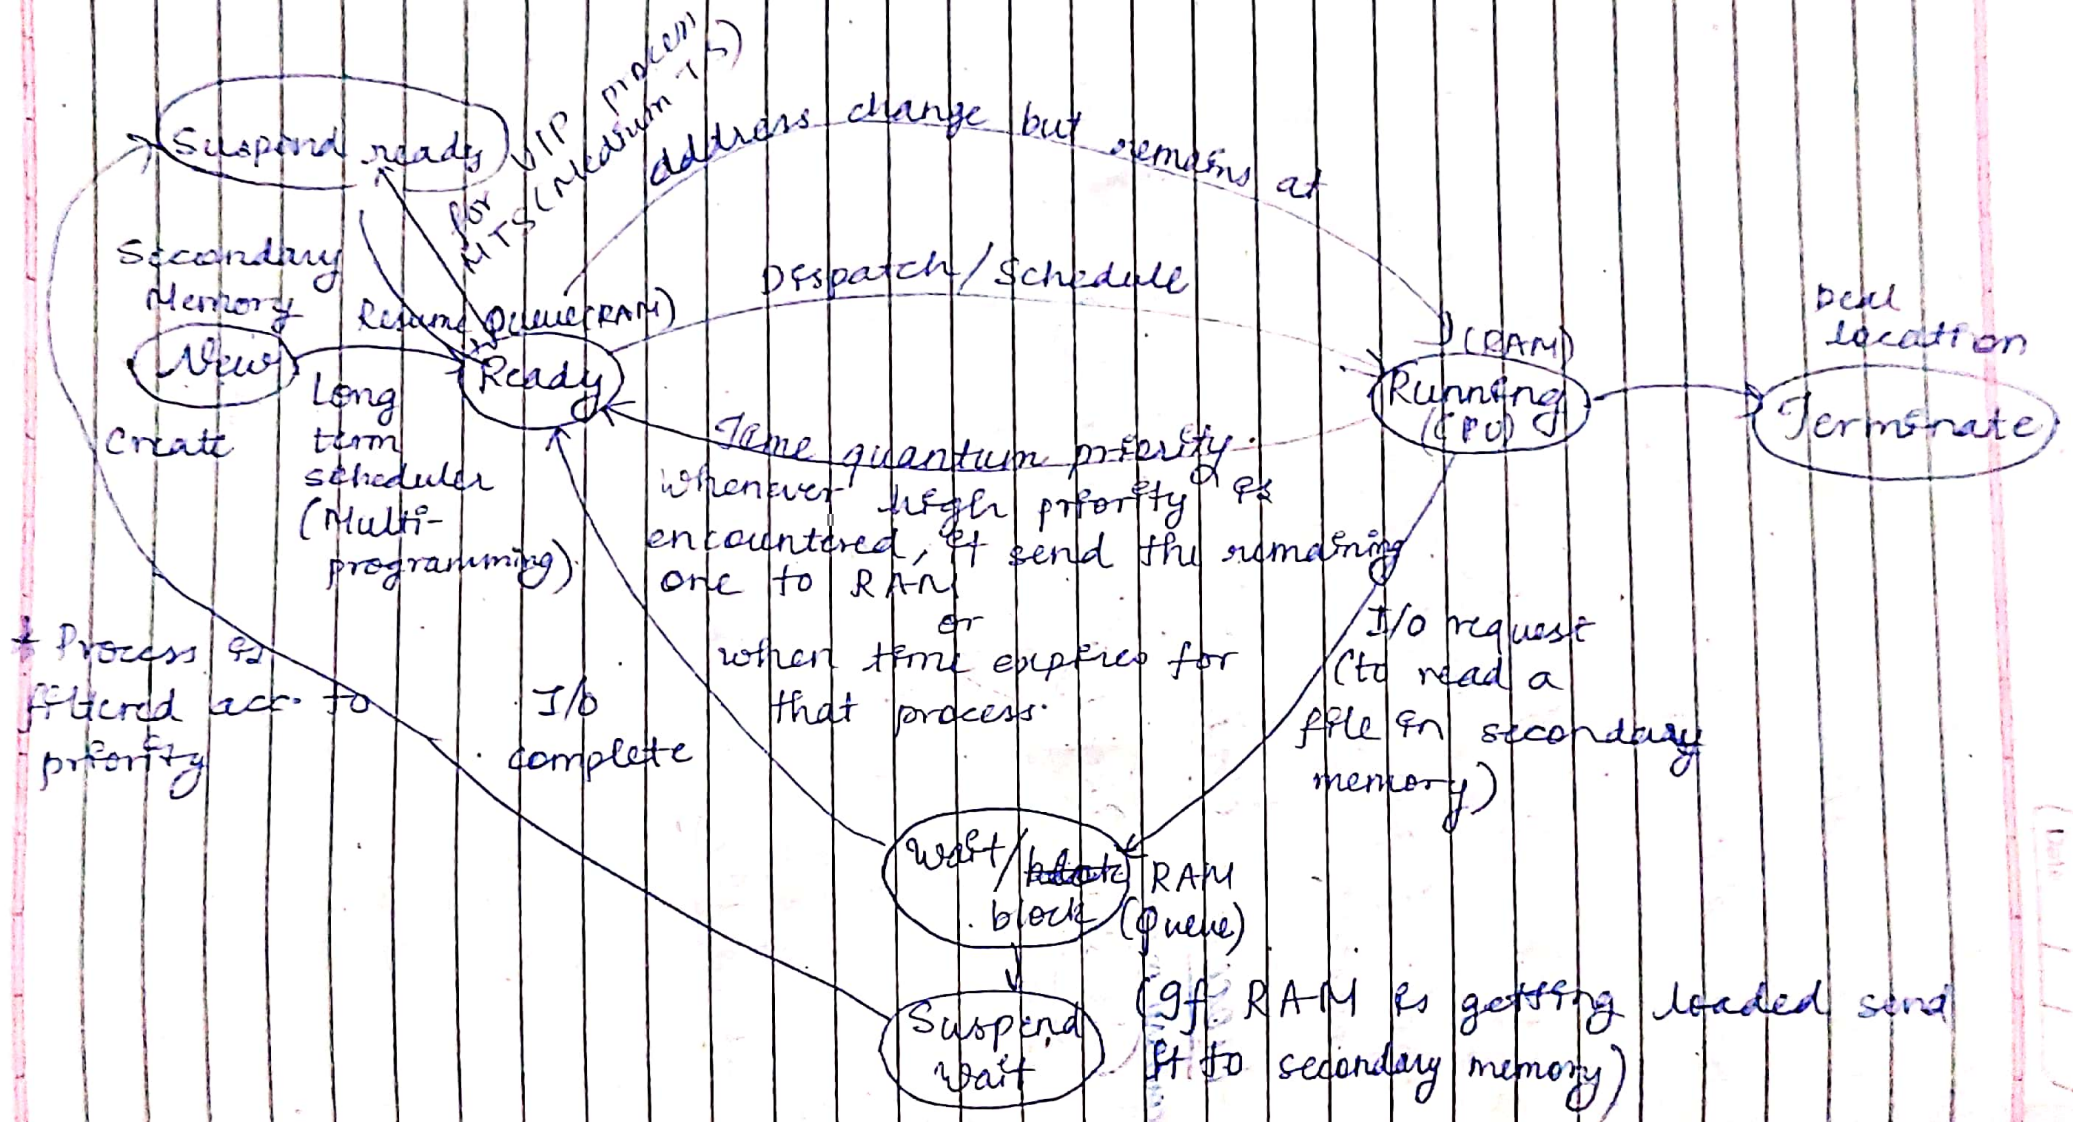 for VIP process
MTS (Medium TS)
address change but remains at
Suspend ready
Secondary
Memory
Resume
Queue (RAM)
Dispatch / Schedule
(RAM)
location
New
Ready
Running
(CPU)
Terminate
Create
Long
term
scheduler
(Multi-
programming)
Time quantum priority.
whenever high priority is
encountered, it send the remaining
one to RAM
or
when time expires for
that process.
I/O request
(to read a
file in secondary
memory)
* Process is
filtered acc. to
priority
I/O
complete
Wait/
block
RAM
(Queue)
Suspend
wait
(If RAM is getting loaded send
it to secondary memory)